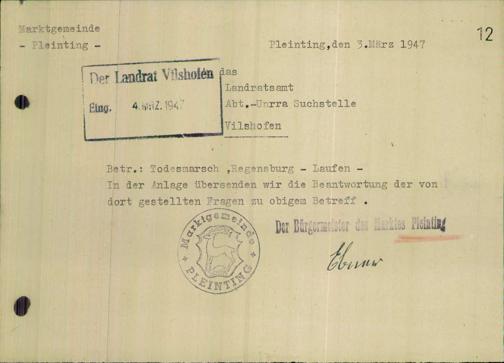 Marktgemeinde
- Pleinting -
Pleinting,den 3.März 1947
12
Der Landrat Vilshofen
Eing. 4. MRZ. 1947
das
Landratsamt
Abt.-Unrra Suchstelle
Vilshofen
Betr.: Todesmarsch ,Regensburg - Laufen -
In der Anlage übersenden wir die Beantwortung der von
dort gestellten Fragen zu obigem Betreff .
Der Bürgermeister des Marktes Pleinting
Marktgemeinde
PLEINTING
Ebner